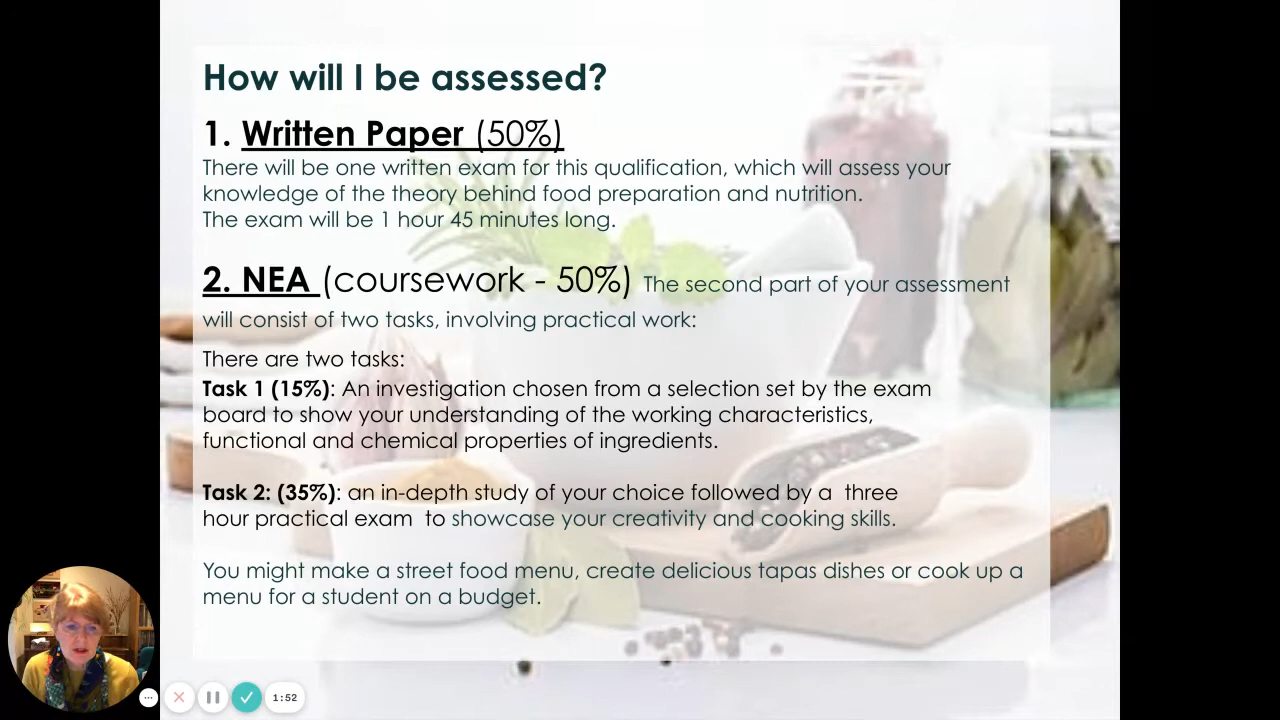 How will I be assessed?
1. Written Paper (50%)
There will be one written exam for this qualification, which will assess your
knowledge of the theory behind food preparation and nutrition.
The exam will be 1 hour 45 minutes long.
2. NEA (coursework - 50%) The second part of your assessment
will consist of two tasks, involving practical work:
There are two tasks:
Task 1 (15%): An investigation chosen from a selection set by the exam
board to show your understanding of the working characteristics,
functional and chemical properties of ingredients.
Task 2: (35%): an in-depth study of your choice followed by a  three
hour practical exam  to showcase your creativity and cooking skills.
You might make a street food menu, create delicious tapas dishes or cook up a
menu for a student on a budget.
1:52